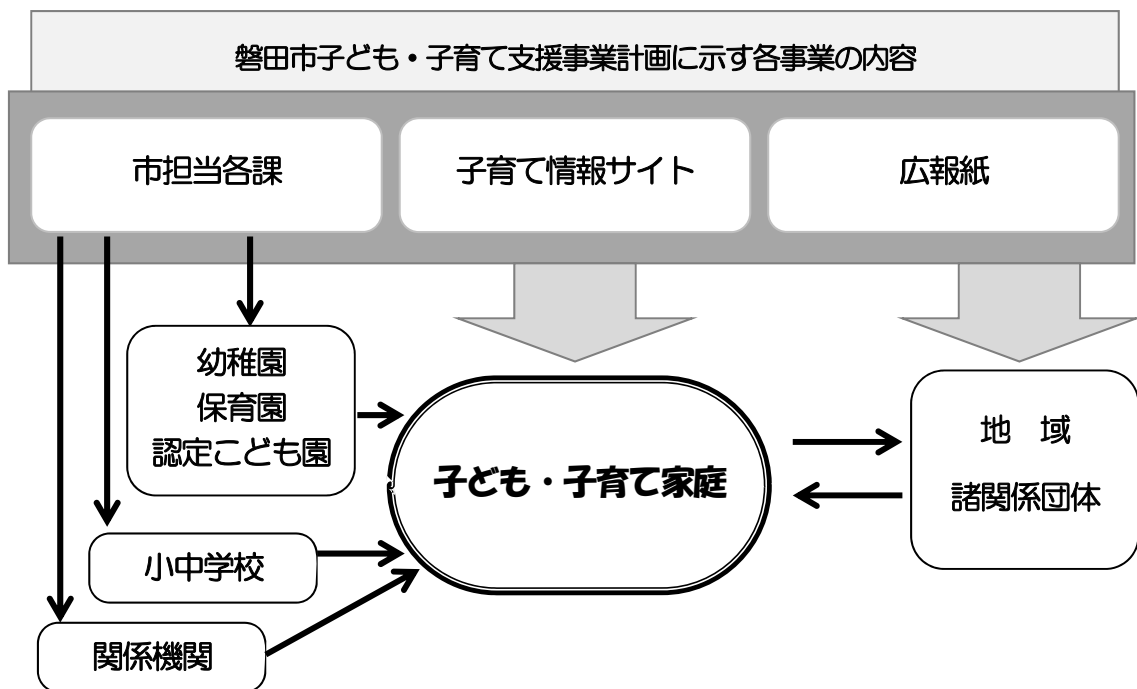 磐田市子ども・子育て支援事業計画に示す各事業の内容
市担当各課
子育て情報サイト
広報紙
幼稚園
保育園
認定こども園
子ども・子育て家庭
地　域
諸関係団体
小中学校
関係機関